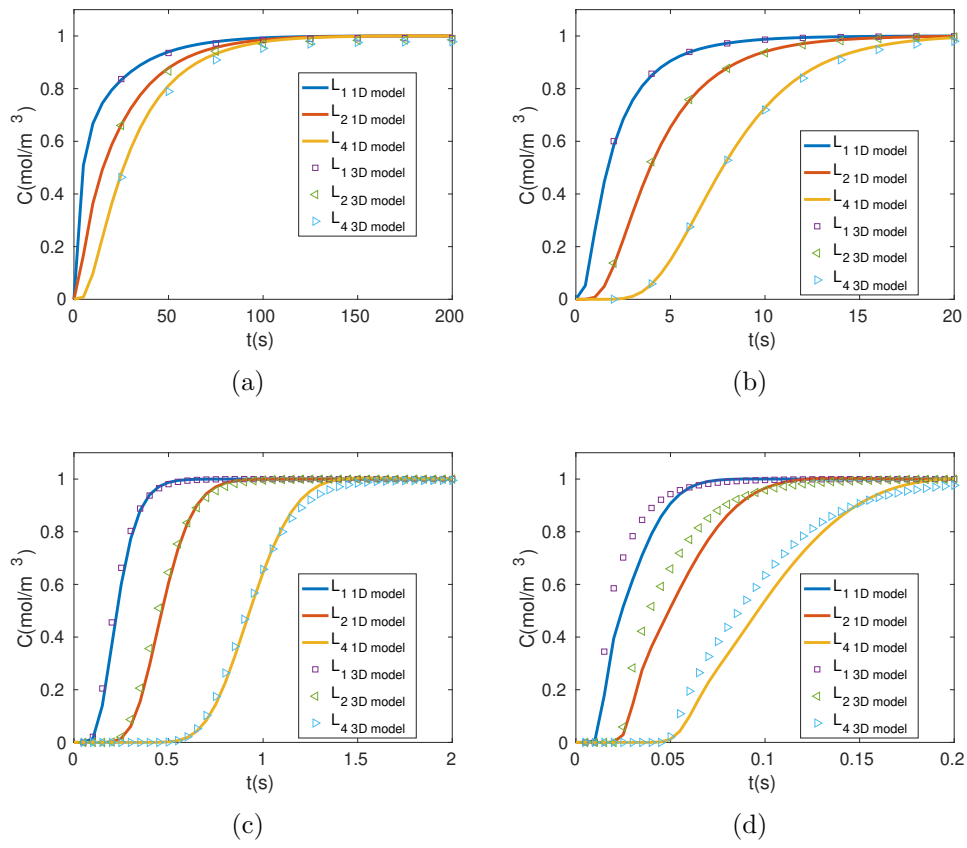 C(mol/m³)
1
0.8
0.6
0.4
0.2
0
0 50 100 150 200
t(s)
L₁ 1D model
L₂ 1D model
L₄ 1D model
L₁ 3D model
L₂ 3D model
L₄ 3D model
(a)
C(mol/m³)
1
0.8
0.6
0.4
0.2
0
0 5 10 15 20
t(s)
L₁ 1D model
L₂ 1D model
L₄ 1D model
L₁ 3D model
L₂ 3D model
L₄ 3D model
(b)
C(mol/m³)
1
0.8
0.6
0.4
0.2
0
0 0.5 1 1.5 2
t(s)
L₁ 1D model
L₂ 1D model
L₄ 1D model
L₁ 3D model
L₂ 3D model
L₄ 3D model
(c)
C(mol/m³)
1
0.8
0.6
0.4
0.2
0
0 0.05 0.1 0.15 0.2
t(s)
L₁ 1D model
L₂ 1D model
L₄ 1D model
L₁ 3D model
L₂ 3D model
L₄ 3D model
(d)